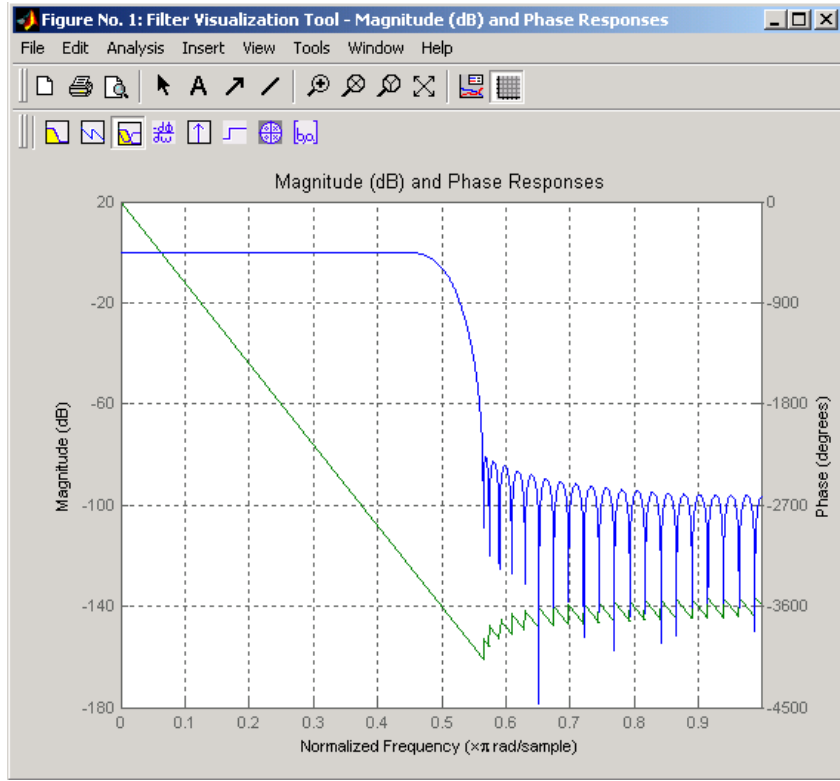 Figure No. 1: Filter Visualization Tool - Magnitude (dB) and Phase Responses
File Edit Analysis Insert View Tools Window Help
A
[b,a]
Magnitude (dB) and Phase Responses
20 0
-20 -900
-60 -1800
Magnitude (dB)
Phase (degrees)
-100 -2700
-140 -3600
-180 -4500
0 0.1 0.2 0.3 0.4 0.5 0.6 0.7 0.8 0.9
Normalized Frequency (×π rad/sample)